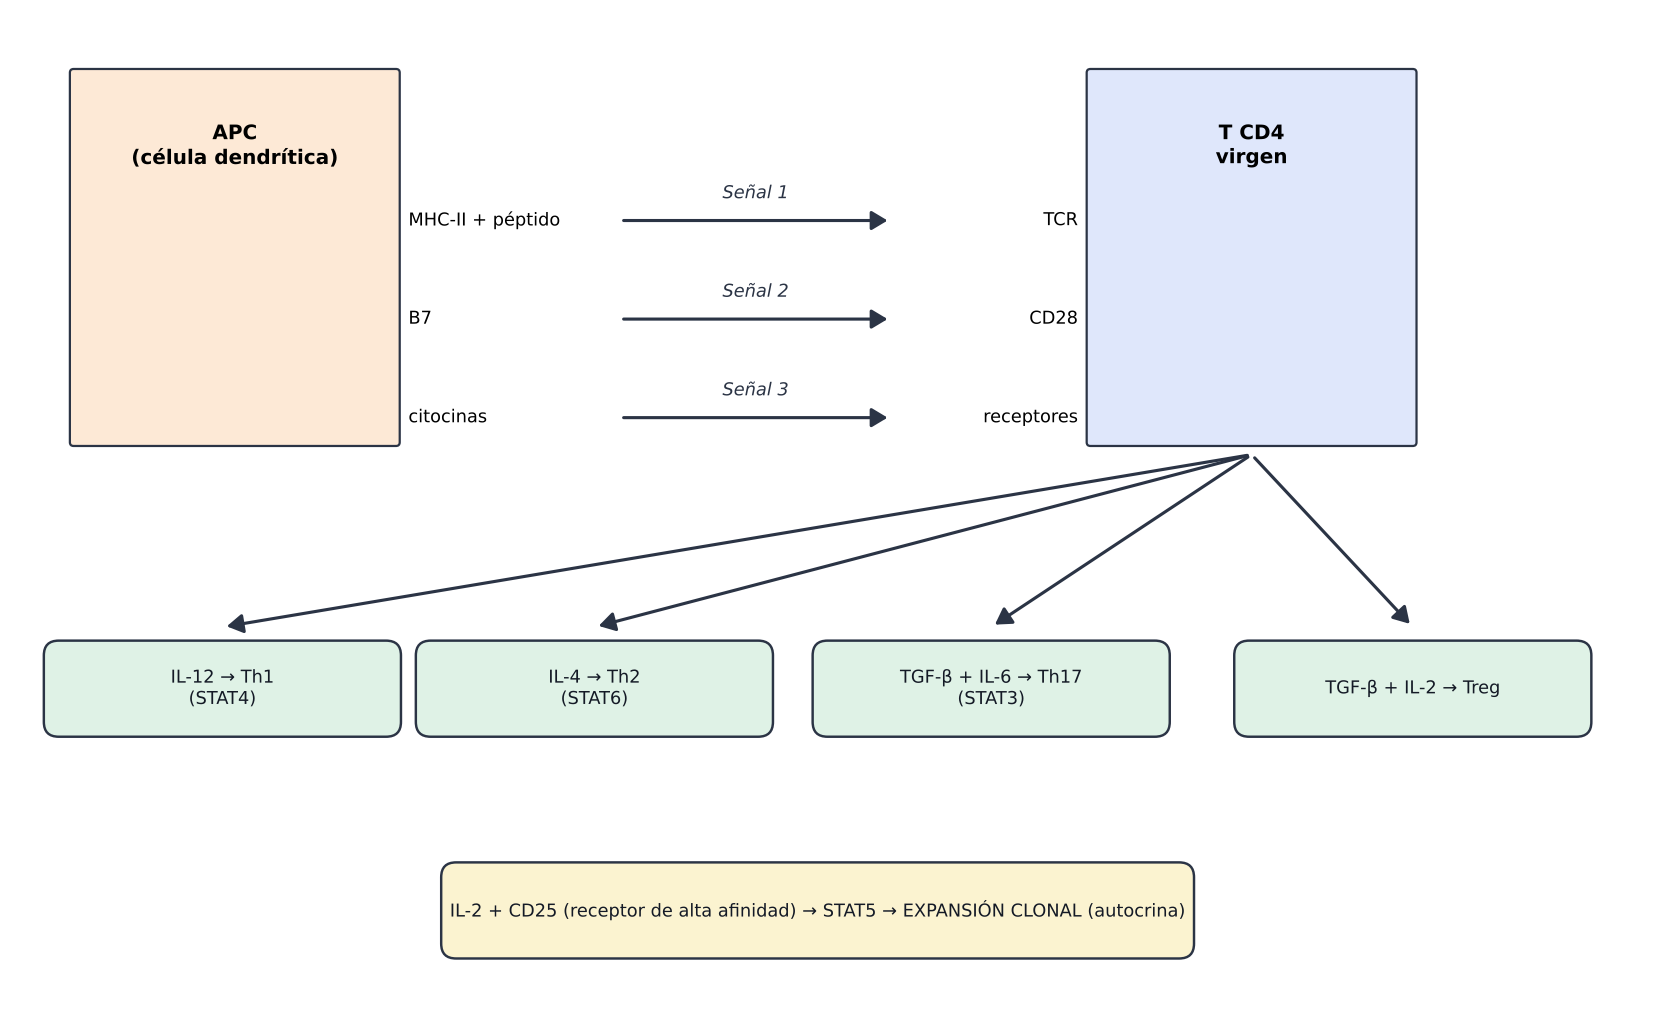 APC
(célula dendrítica)
T CD4
virgen
Señal 1
MHC-II + péptido
TCR
Señal 2
B7
CD28
Señal 3
citocinas
receptores
IL-12 → Th1
(STAT4)
IL-4 → Th2
(STAT6)
TGF-β + IL-6 → Th17
(STAT3)
TGF-β + IL-2 → Treg
IL-2 + CD25 (receptor de alta afinidad) → STAT5 → EXPANSIÓN CLONAL (autocrina)